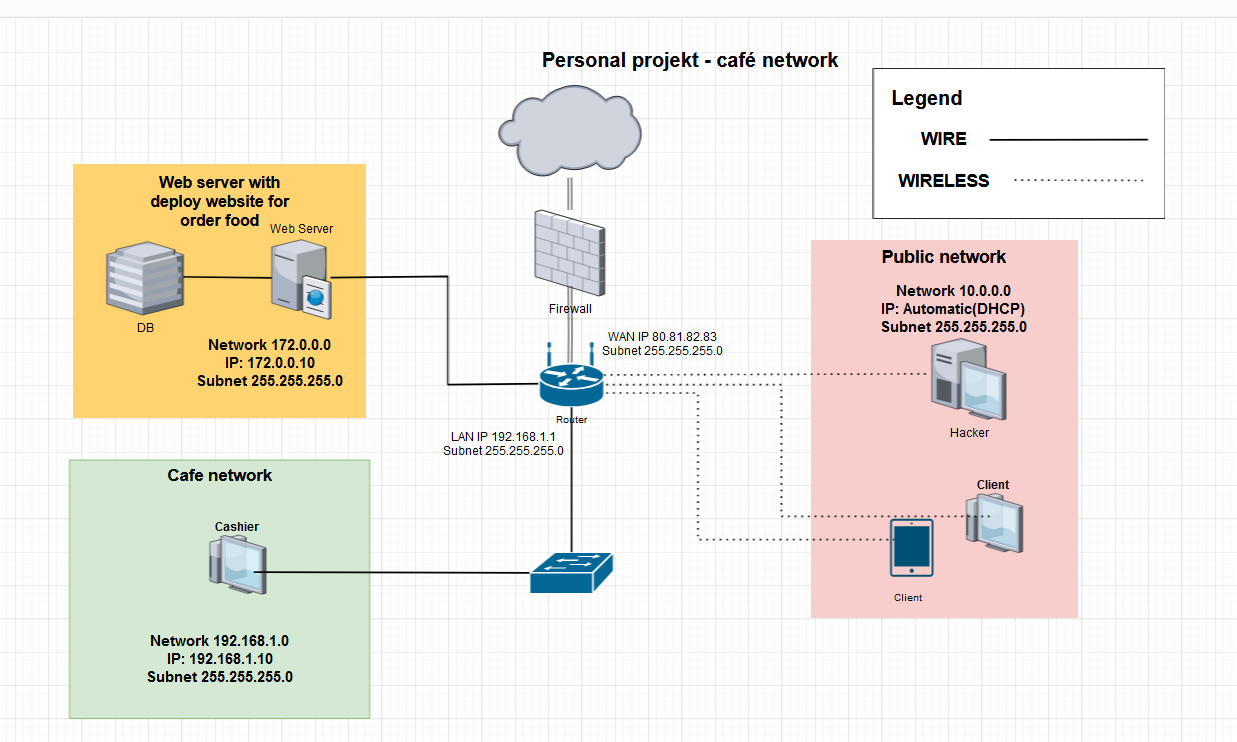 Personal projekt - café network
Legend
WIRE
WIRELESS
Web server with
deploy website for
order food
Web Server
DB
Network 172.0.0.0
IP: 172.0.0.10
Subnet 255.255.255.0
Firewall
WAN IP 80.81.82.83
Subnet 255.255.255.0
Router
LAN IP 192.168.1.1
Subnet 255.255.255.0
Public network
Network 10.0.0.0
IP: Automatic(DHCP)
Subnet 255.255.255.0
Hacker
Client
Client
Cafe network
Cashier
Network 192.168.1.0
IP: 192.168.1.10
Subnet 255.255.255.0